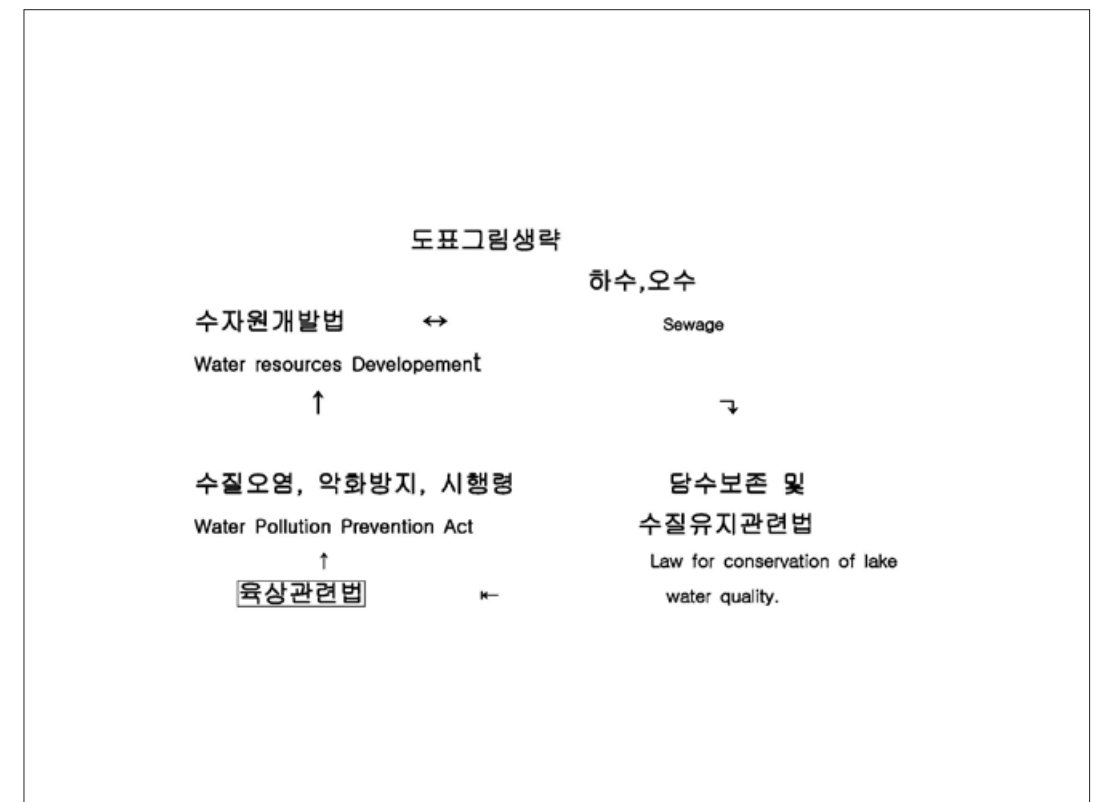 도표그림생략
하수,오수
수자원개발법 ↔ Sewage
Water resources Developement
↑ ↴
수질오염, 악화방지, 시행령 담수보존 및
Water Pollution Prevention Act 수질유지관련법
↑ Law for conservation of lake
육상관련법 ⇤ water quality.